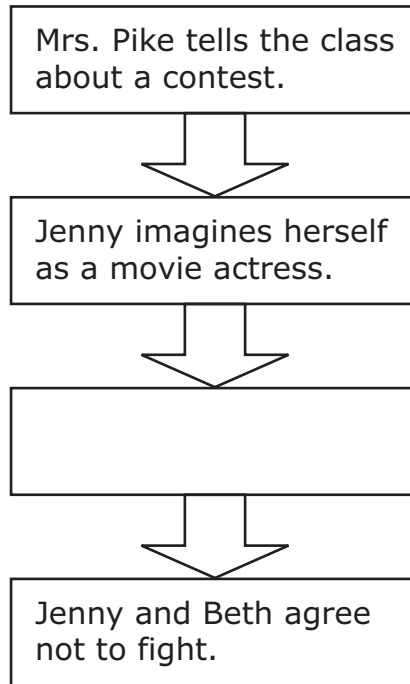 Mrs. Pike tells the class
about a contest.
Jenny imagines herself
as a movie actress.
Jenny and Beth agree
not to fight.